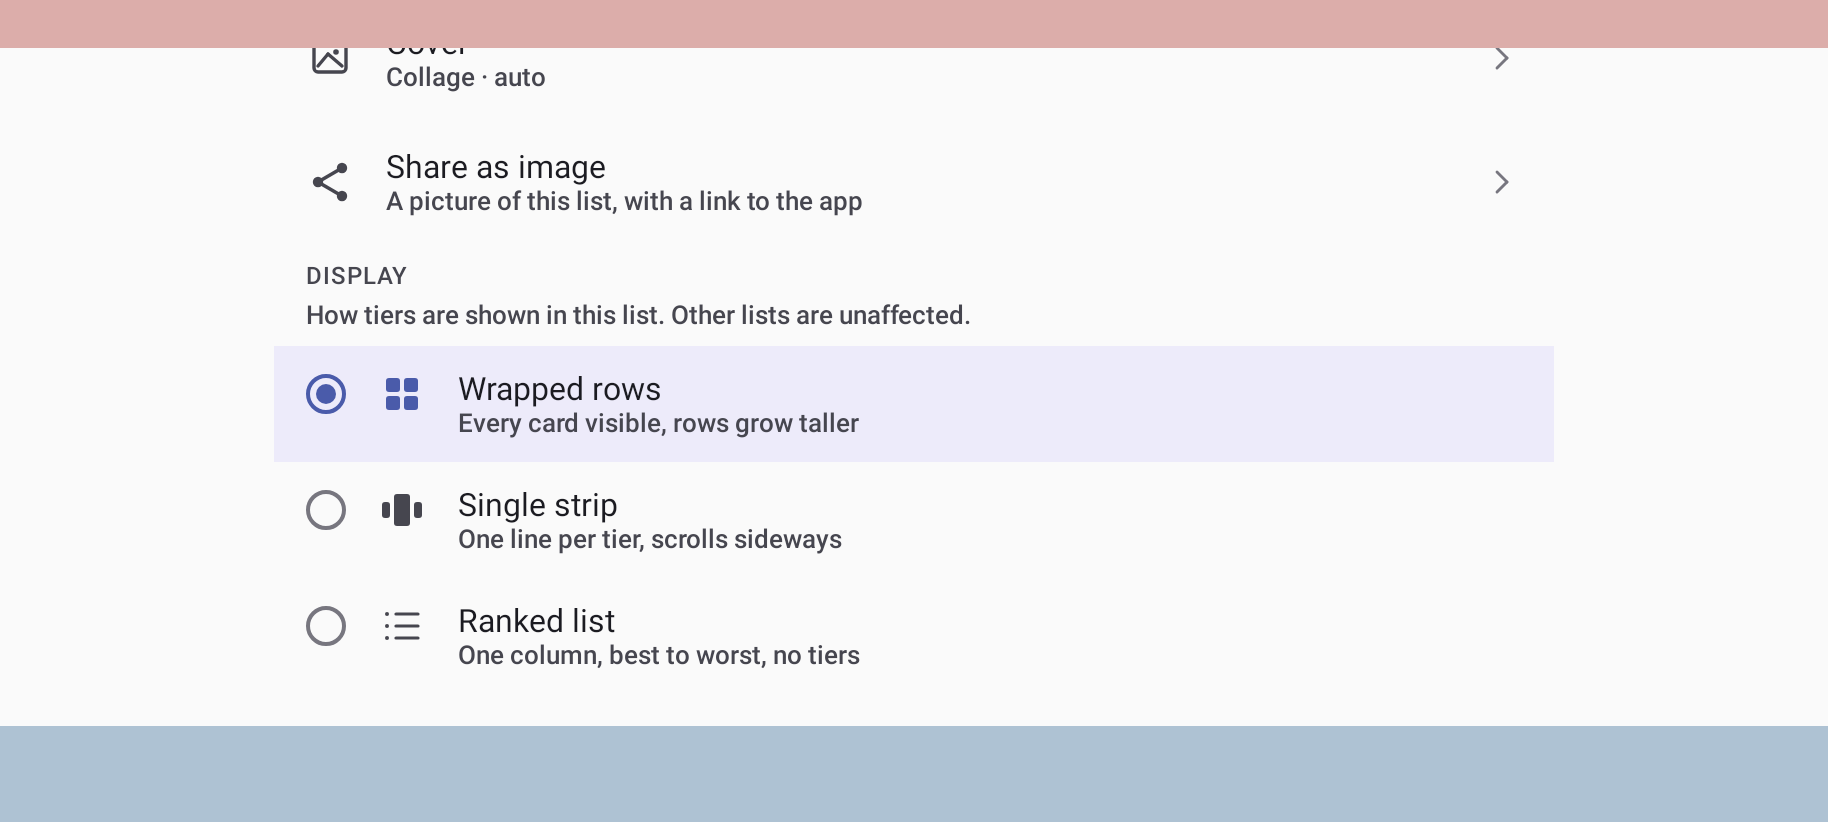 Cover
Collage · auto
Share as image
A picture of this list, with a link to the app
DISPLAY
How tiers are shown in this list. Other lists are unaffected.
Wrapped rows
Every card visible, rows grow taller
Single strip
One line per tier, scrolls sideways
Ranked list
One column, best to worst, no tiers